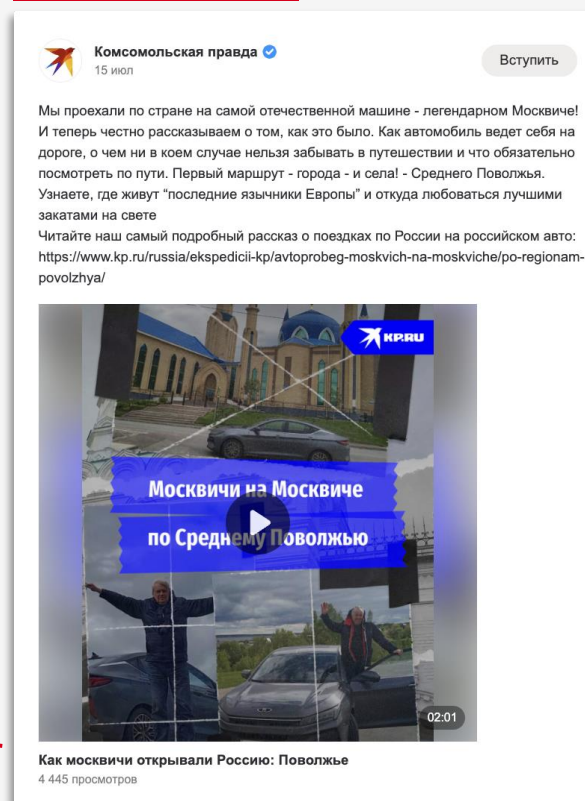 Комсомольская правда
15 июл
Вступить
Мы проехали по стране на самой отечественной машине - легендарном Москвиче!
И теперь честно рассказываем о том, как это было. Как автомобиль ведет себя на
дороге, о чем ни в коем случае нельзя забывать в путешествии и что обязательно
посмотреть по пути. Первый маршрут - города - и села! - Среднего Поволжья.
Узнаете, где живут “последние язычники Европы” и откуда любоваться лучшими
закатами на свете
Читайте наш самый подробный рассказ о поездках по России на российском авто:
https://www.kp.ru/russia/ekspedicii-kp/avtoprobeg-moskvich-na-moskviche/po-regionam-
povolzhya/
KP.RU
Москвичи на Москвиче
по Среднему Поволжью
02:01
Как москвичи открывали Россию: Поволжье
4 445 просмотров